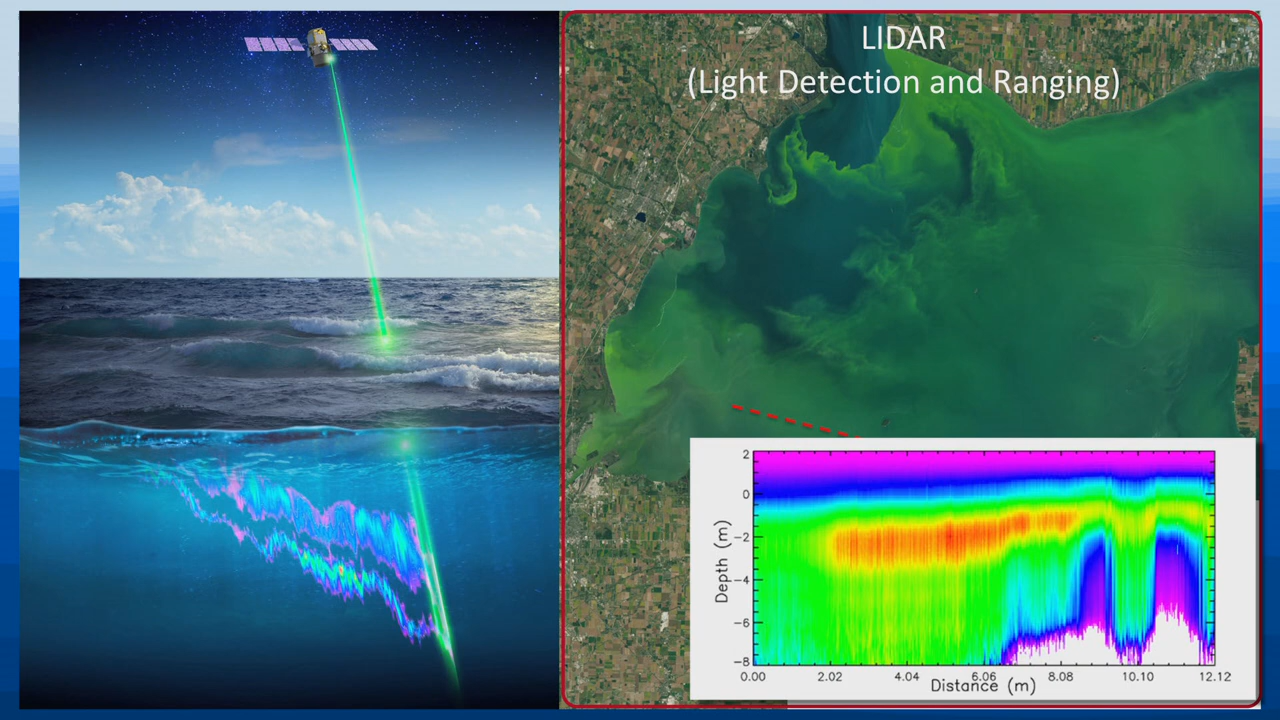 LIDAR
(Light Detection and Ranging)
2
0
−2
−4
−6
−8
Depth (m)
0.00 2.02 4.04 6.06 8.08 10.10 12.12
Distance (m)